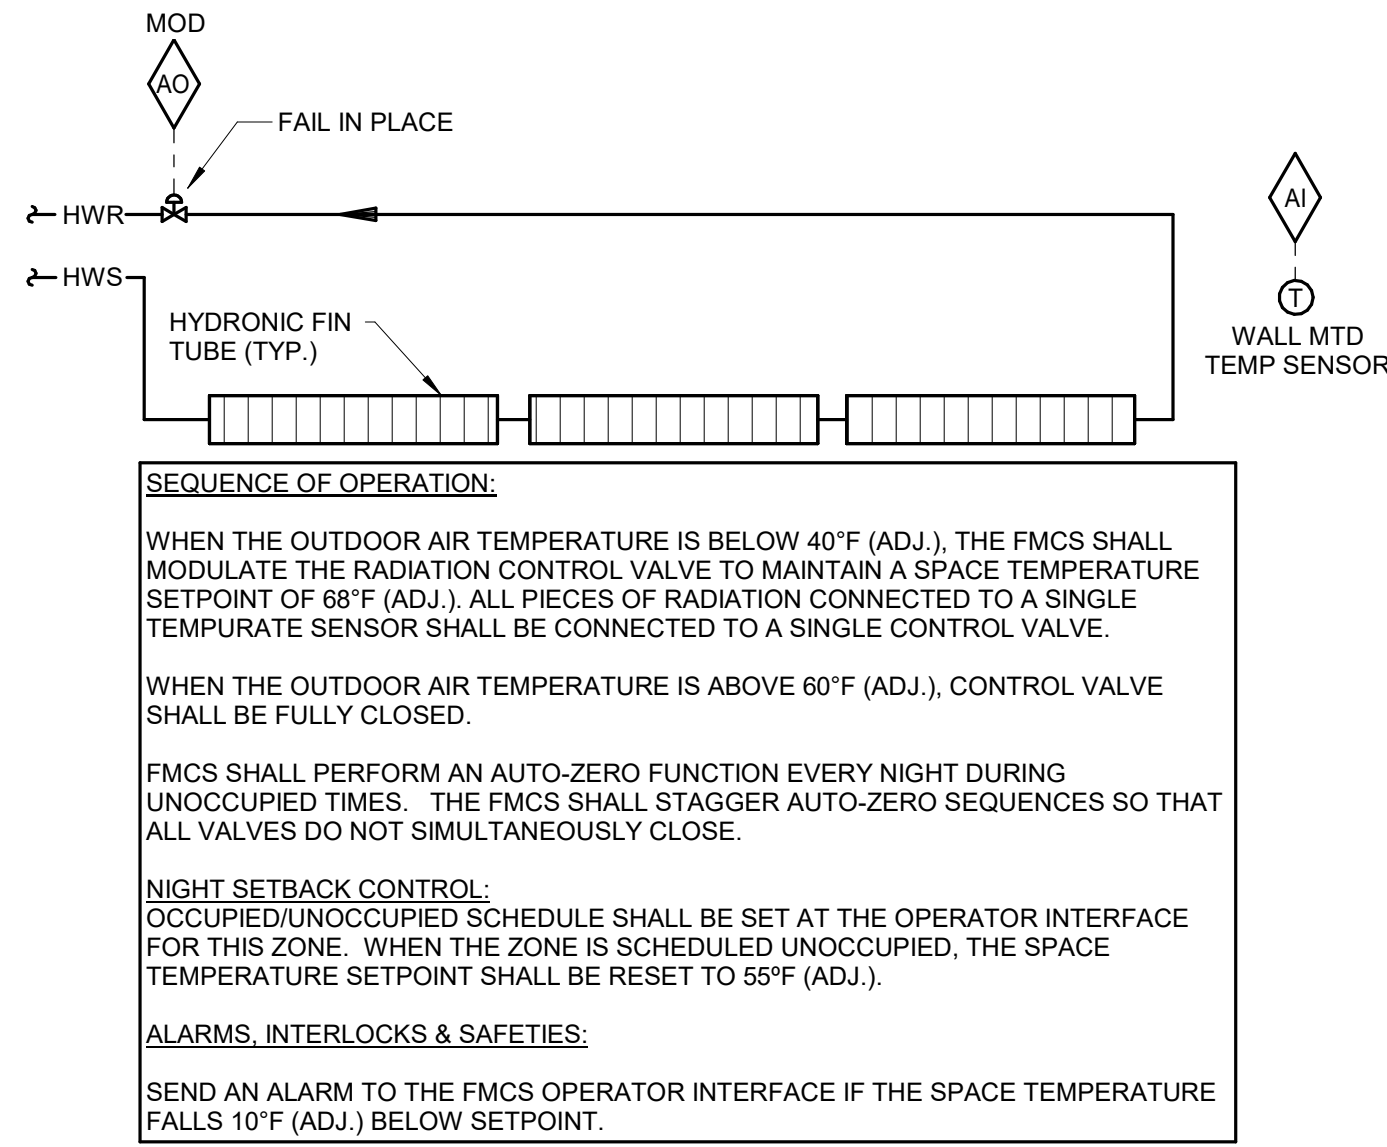 MOD
AO
FAIL IN PLACE
HWR
AI
HWS
T
HYDRONIC FIN
TUBE (TYP.)
WALL MTD
TEMP SENSOR
SEQUENCE OF OPERATION:
WHEN THE OUTDOOR AIR TEMPERATURE IS BELOW 40°F (ADJ.), THE FMCS SHALL
MODULATE THE RADIATION CONTROL VALVE TO MAINTAIN A SPACE TEMPERATURE
SETPOINT OF 68°F (ADJ.). ALL PIECES OF RADIATION CONNECTED TO A SINGLE
TEMPURATE SENSOR SHALL BE CONNECTED TO A SINGLE CONTROL VALVE.
WHEN THE OUTDOOR AIR TEMPERATURE IS ABOVE 60°F (ADJ.), CONTROL VALVE
SHALL BE FULLY CLOSED.
FMCS SHALL PERFORM AN AUTO-ZERO FUNCTION EVERY NIGHT DURING
UNOCCUPIED TIMES. THE FMCS SHALL STAGGER AUTO-ZERO SEQUENCES SO THAT
ALL VALVES DO NOT SIMULTANEOUSLY CLOSE.
NIGHT SETBACK CONTROL:
OCCUPIED/UNOCCUPIED SCHEDULE SHALL BE SET AT THE OPERATOR INTERFACE
FOR THIS ZONE. WHEN THE ZONE IS SCHEDULED UNOCCUPIED, THE SPACE
TEMPERATURE SETPOINT SHALL BE RESET TO 55ºF (ADJ.).
ALARMS, INTERLOCKS & SAFETIES:
SEND AN ALARM TO THE FMCS OPERATOR INTERFACE IF THE SPACE TEMPERATURE
FALLS 10°F (ADJ.) BELOW SETPOINT.